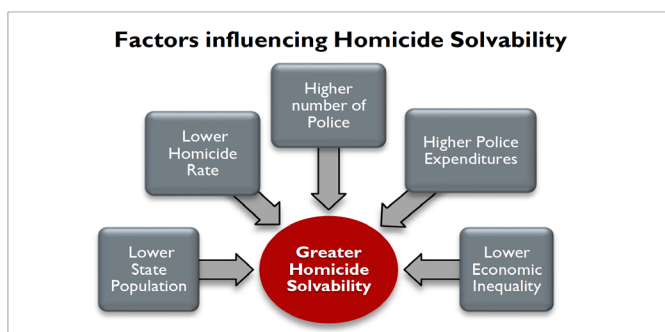 Factors influencing Homicide Solvability
Higher
number of
Police
Lower
Homicide
Rate
Higher Police
Expenditures
Lower
State
Population
Greater
Homicide
Solvability
Lower
Economic
Inequality